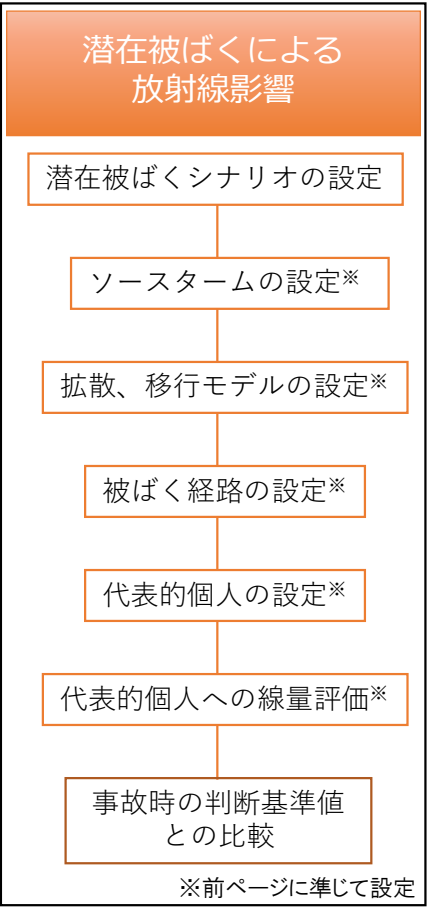 潜在被ばくによる
放射線影響
潜在被ばくシナリオの設定
ソースタームの設定※
拡散、移行モデルの設定※
被ばく経路の設定※
代表的個人の設定※
代表的個人への線量評価※
事故時の判断基準値
との比較
※前ページに準じて設定